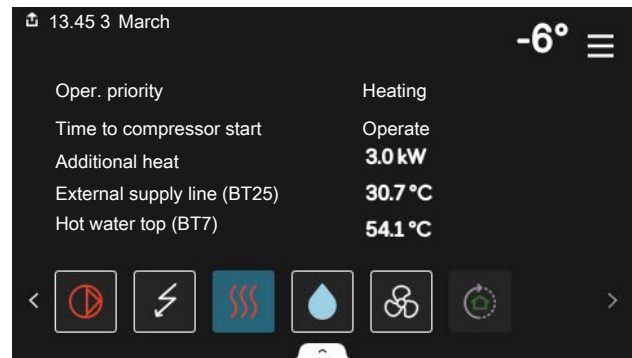 13.45 3 March
-6°
Oper. priority Heating
Time to compressor start Operate
Additional heat 3.0 kW
External supply line (BT25) 30.7 °C
Hot water top (BT7) 54.1 °C